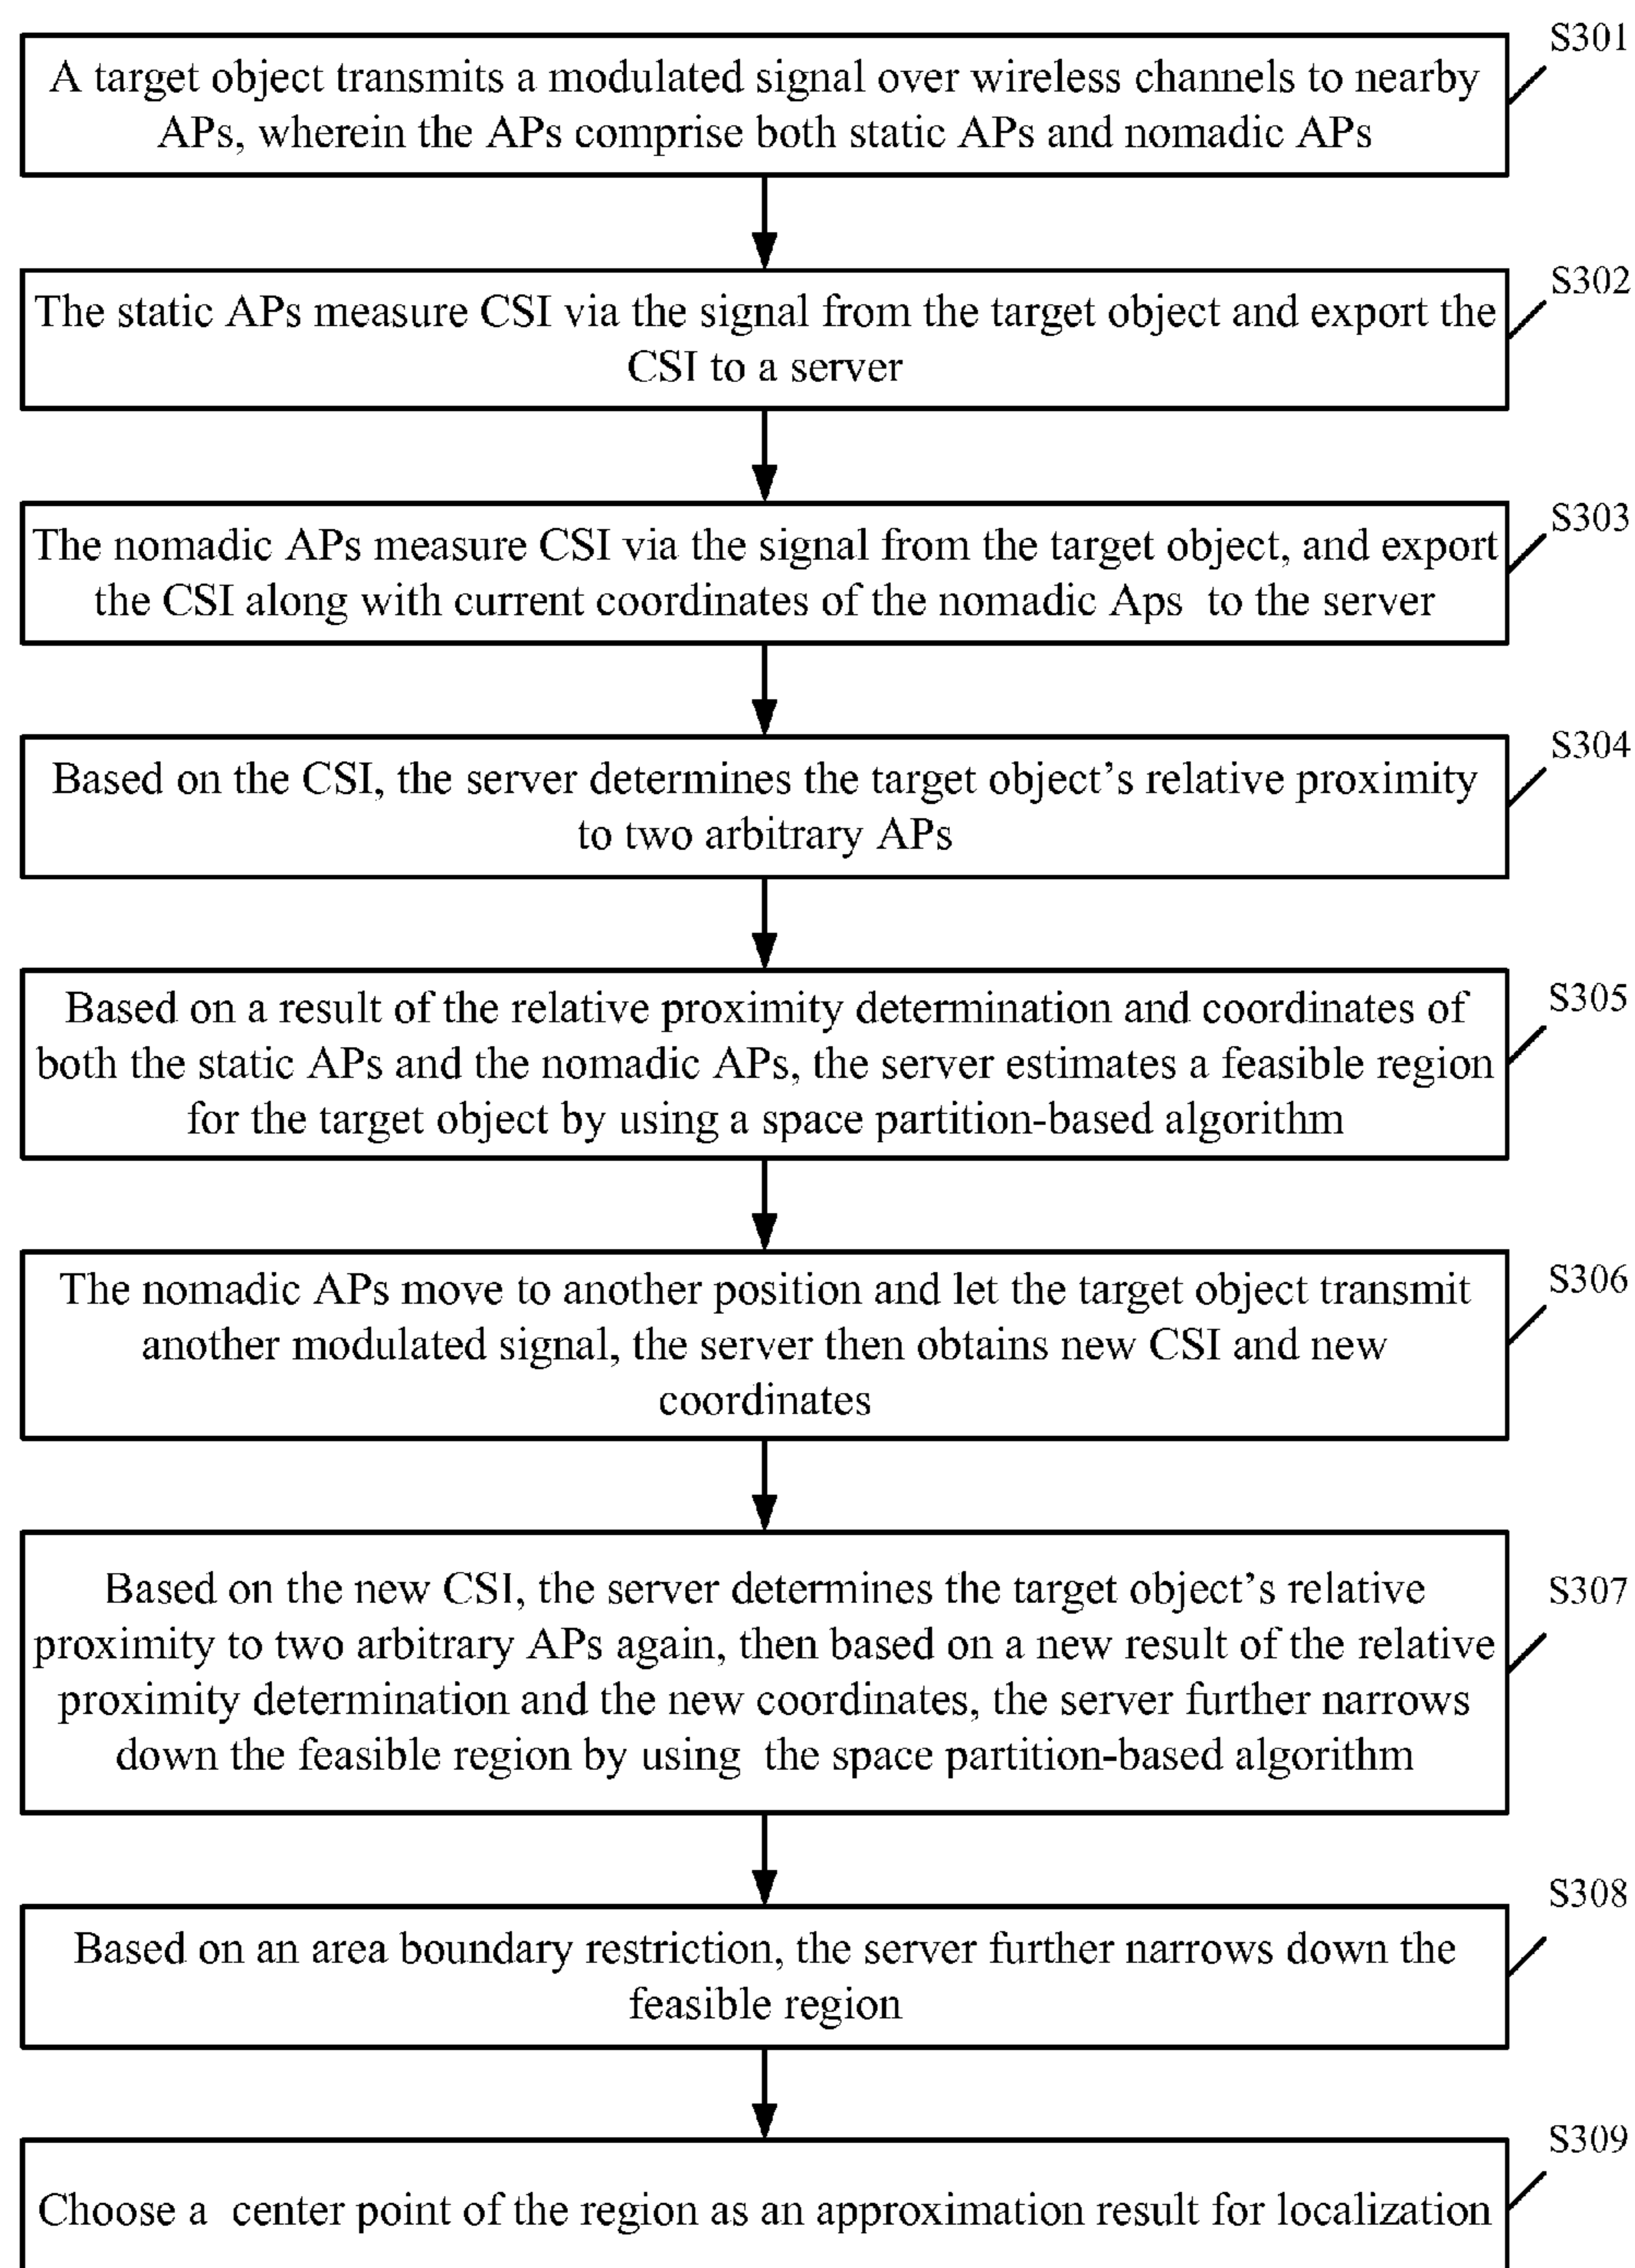 S301
A target object transmits a modulated signal over wireless channels to nearby
APs, wherein the APs comprise both static APs and nomadic APs
S302
The static APs measure CSI via the signal from the target object and export the
CSI to a server
S303
The nomadic APs measure CSI via the signal from the target object, and export
the CSI along with current coordinates of the nomadic Aps to the server
S304
Based on the CSI, the server determines the target object’s relative proximity
to two arbitrary APs
S305
Based on a result of the relative proximity determination and coordinates of
both the static APs and the nomadic APs, the server estimates a feasible region
for the target object by using a space partition-based algorithm
S306
The nomadic APs move to another position and let the target object transmit
another modulated signal, the server then obtains new CSI and new
coordinates
S307
Based on the new CSI, the server determines the target object’s relative
proximity to two arbitrary APs again, then based on a new result of the relative
proximity determination and the new coordinates, the server further narrows
down the feasible region by using the space partition-based algorithm
S308
Based on an area boundary restriction, the server further narrows down the
feasible region
S309
Choose a center point of the region as an approximation result for localization